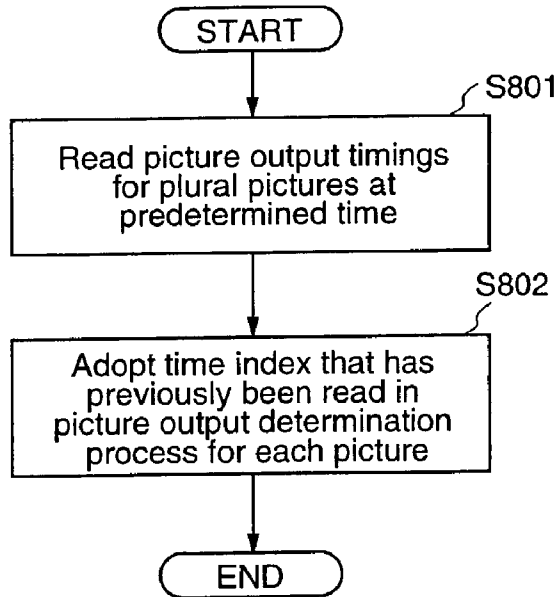 START
S801
Read picture output timings
for plural pictures at
predetermined time
S802
Adopt time index that has
previously been read in
picture output determination
process for each picture
END